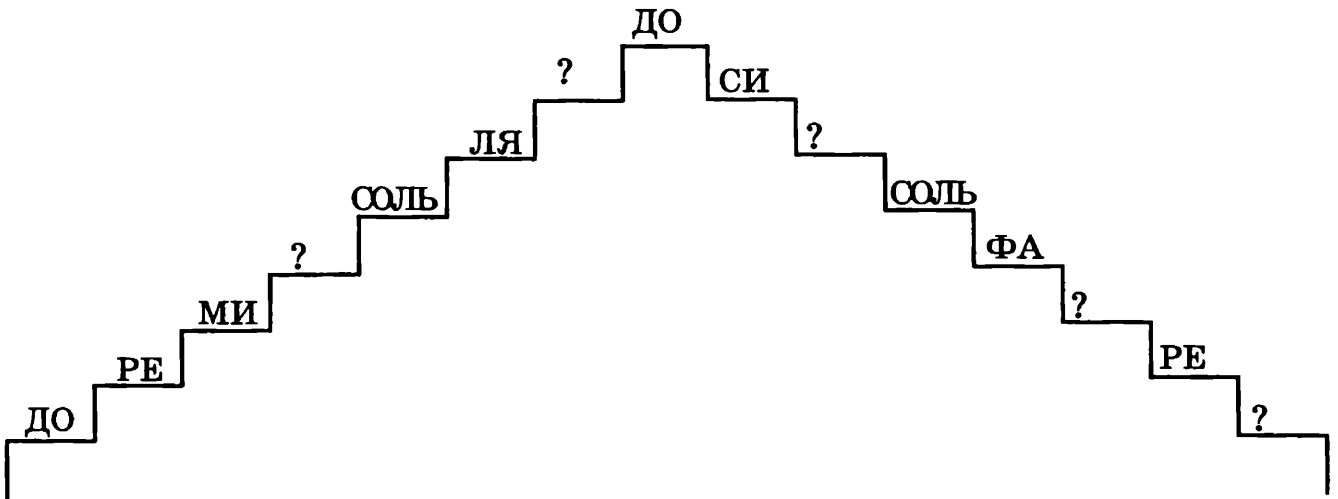 ДО
? СИ
ЛЯ ?
СОЛЬ СОЛЬ
? ФА
МИ ?
РЕ РЕ
ДО ?